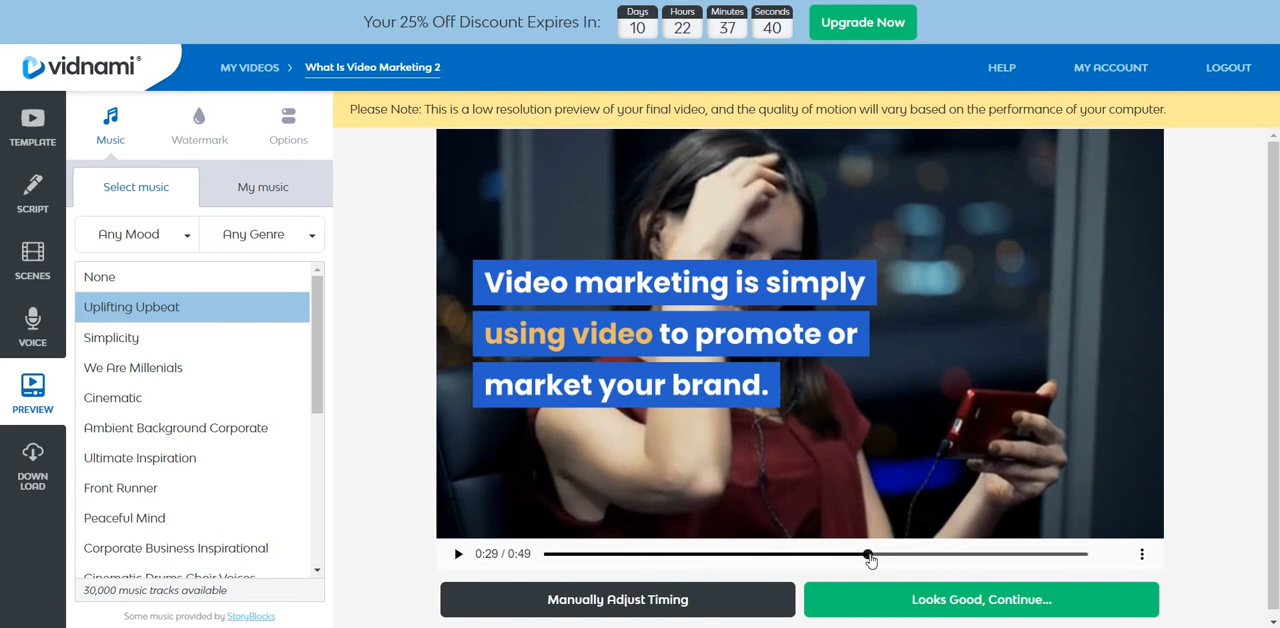 Your 25% Off Discount Expires In:
Days Hours Minutes Seconds
10 22 37 40
Upgrade Now
vidnami
MY VIDEOS > What Is Video Marketing 2
HELP MY ACCOUNT LOGOUT
TEMPLATE
SCRIPT
SCENES
VOICE
PREVIEW
DOWN
LOAD
Music Watermark Options
Select music My music
Any Mood Any Genre
None
Uplifting Upbeat
Simplicity
We Are Millenials
Cinematic
Ambient Background Corporate
Ultimate Inspiration
Front Runner
Peaceful Mind
Corporate Business Inspirational
Cinematic Drums Choir Voices
30,000 music tracks available
Some music provided by StoryBlocks
Please Note: This is a low resolution preview of your final video, and the quality of motion will vary based on the performance of your computer.
Video marketing is simply
using video to promote or
market your brand.
0:29 / 0:49
Manually Adjust Timing
Looks Good, Continue...